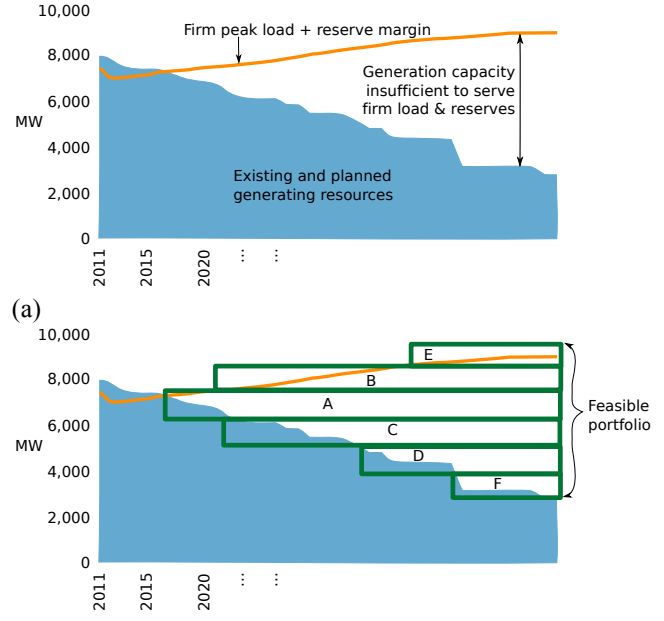 10,000
Firm peak load + reserve margin
8,000
Generation capacity
insufficient to serve
firm load & reserves
6,000
MW
4,000
Existing and planned
generating resources
2,000
0
2011
2015
2020
...
...
(a)
10,000
E
8,000
B
A
Feasible
portfolio
6,000
C
MW
D
4,000
F
2,000
0
2011
2015
2020
...
...